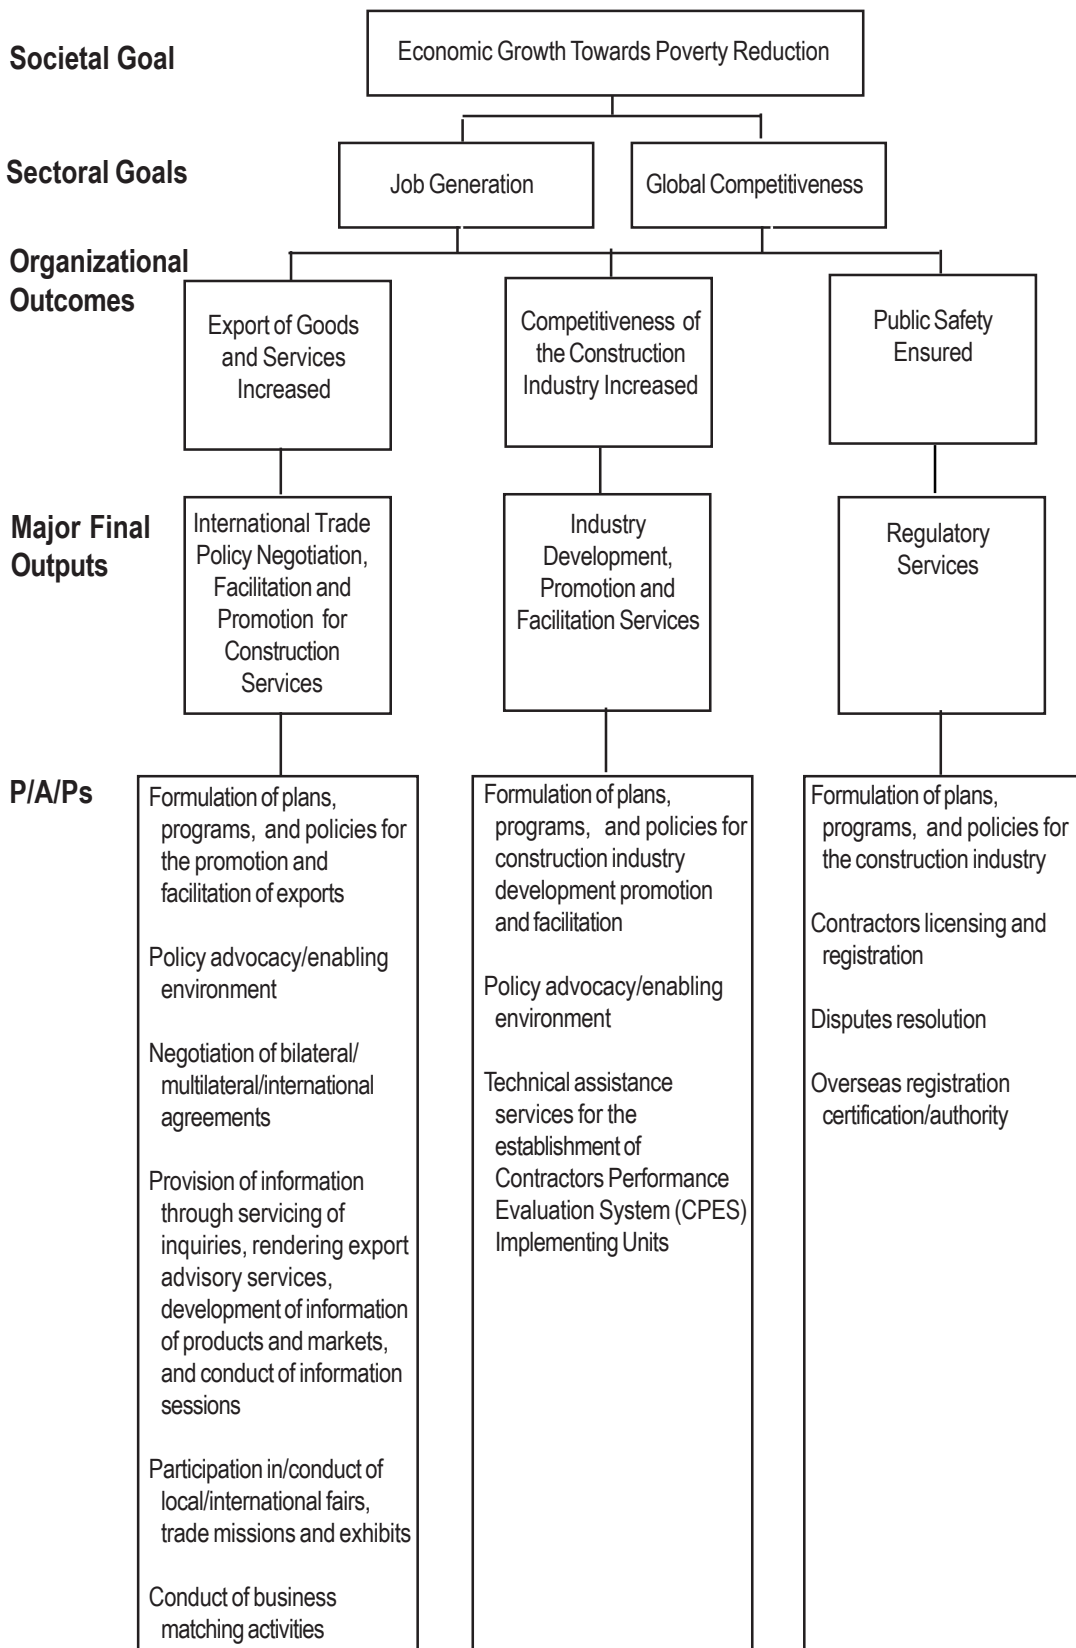 Societal Goal
Economic Growth Towards Poverty Reduction
Sectoral Goals
Job Generation
Global Competitiveness
Organizational
Outcomes
Export of Goods
and Services
Increased
Competitiveness of
the Construction
Industry Increased
Public Safety
Ensured
Major Final
Outputs
International Trade
Policy Negotiation,
Facilitation and
Promotion for
Construction
Services
Industry
Development,
Promotion and
Facilitation Services
Regulatory
Services
P/A/Ps
Formulation of plans,
programs, and policies for
the promotion and
facilitation of exports
Policy advocacy/enabling
environment
Negotiation of bilateral/
multilateral/international
agreements
Provision of information
through servicing of
inquiries, rendering export
advisory services,
development of information
of products and markets,
and conduct of information
sessions
Participation in/conduct of
local/international fairs,
trade missions and exhibits
Conduct of business
matching activities
Formulation of plans,
programs, and policies for
construction industry
development promotion
and facilitation
Policy advocacy/enabling
environment
Technical assistance
services for the
establishment of
Contractors Performance
Evaluation System (CPES)
Implementing Units
Formulation of plans,
programs, and policies for
the construction industry
Contractors licensing and
registration
Disputes resolution
Overseas registration
certification/authority